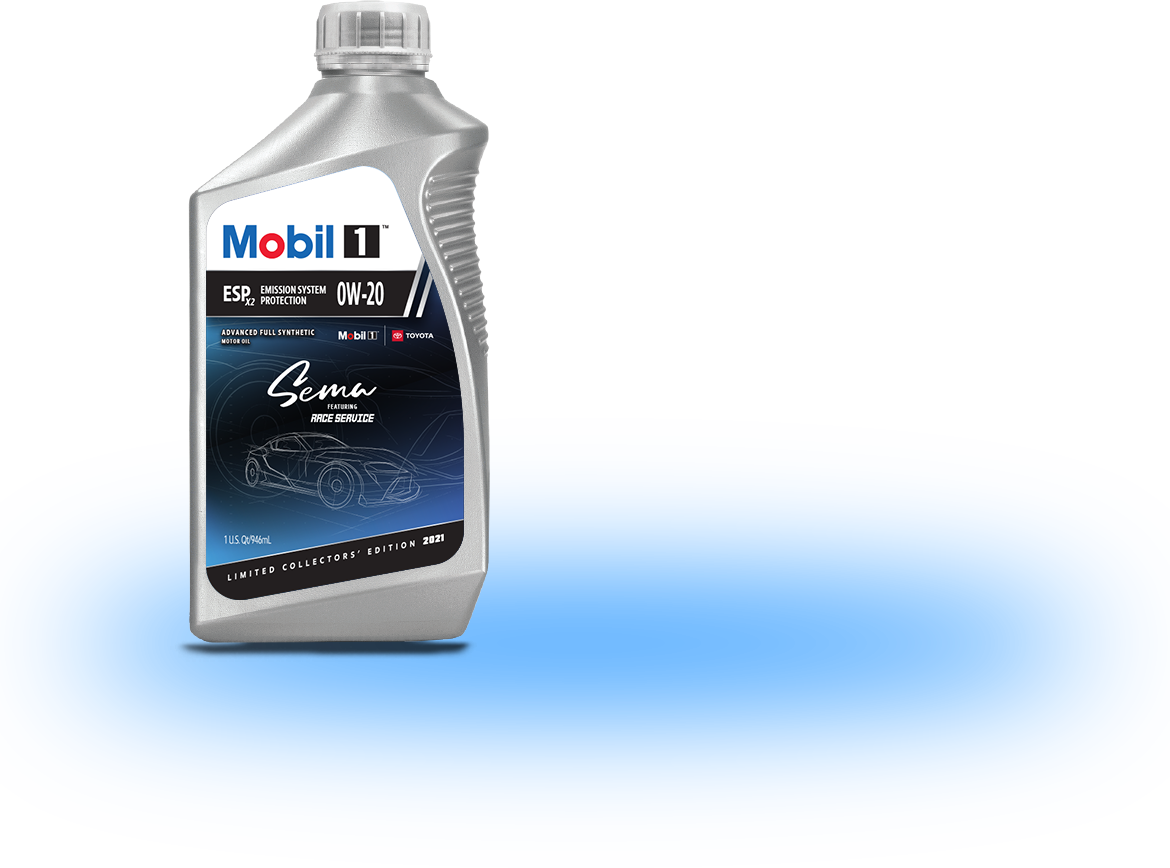 Mobil 1™
ESP x2 EMISSION SYSTEM PROTECTION 0W-20
ADVANCED FULL SYNTHETIC
MOTOR OIL
Mobil 1 TOYOTA
Sema
FEATURING
RACE SERVICE
1 U.S. Qt/946mL
LIMITED COLLECTORS' EDITION 2021